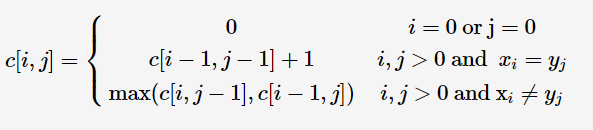 0 i = 0 or j = 0
c[i, j] = { c[i − 1, j − 1] + 1 i, j > 0 and x_i = y_j
max(c[i, j − 1], c[i − 1, j]) i, j > 0 and x_i ≠ y_j